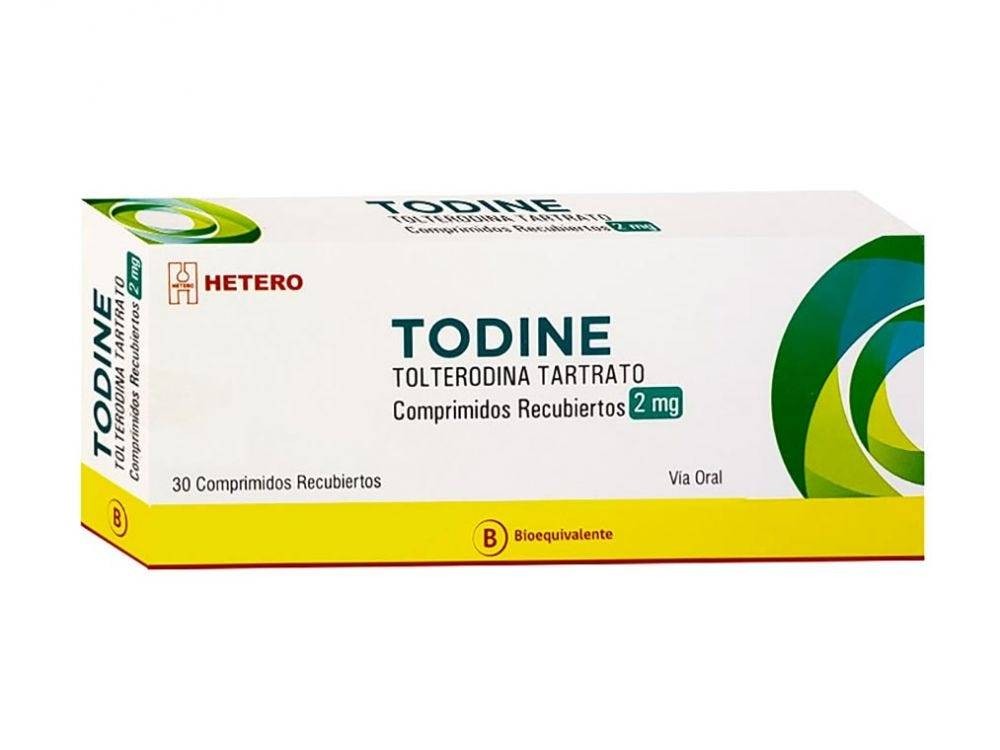 TODINE
TOLTERODINA TARTRATO
Comprimidos Recubiertos 2 mg
HETERO
HETERO
TODINE
TOLTERODINA TARTRATO
Comprimidos Recubiertos 2 mg
30 Comprimidos Recubiertos
Vía Oral
B Bioequivalente
TODINE
TOLTERODINA TARTRATO
Comprimidos Recubiertos 2 mg
B